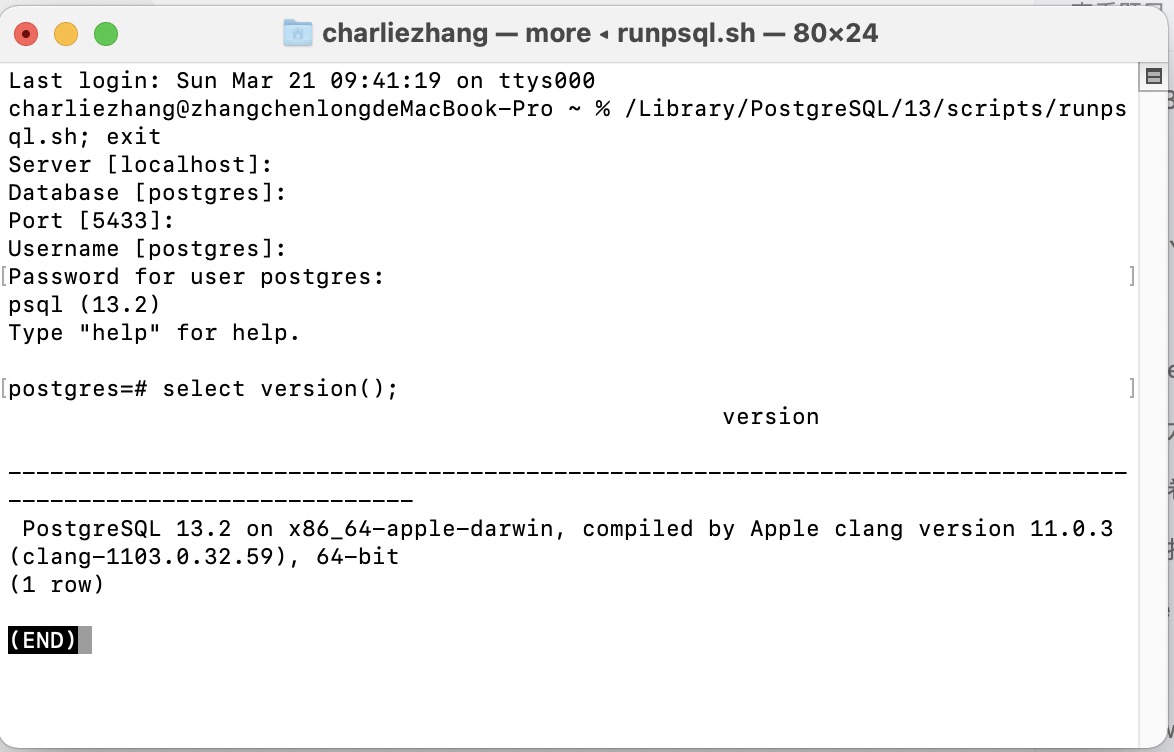 charliezhang — more ◂ runpsql.sh — 80×24
Last login: Sun Mar 21 09:41:19 on ttys000
charliezhang@zhangchenlongdeMacBook-Pro ~ % /Library/PostgreSQL/13/scripts/runps
ql.sh; exit
Server [localhost]:
Database [postgres]:
Port [5433]:
Username [postgres]:
[Password for user postgres: ]
psql (13.2)
Type "help" for help.
[postgres=# select version(); ]
version
--------------------------------------------------------------------------------
-----------------------------
PostgreSQL 13.2 on x86_64-apple-darwin, compiled by Apple clang version 11.0.3
(clang-1103.0.32.59), 64-bit
(1 row)
(END)